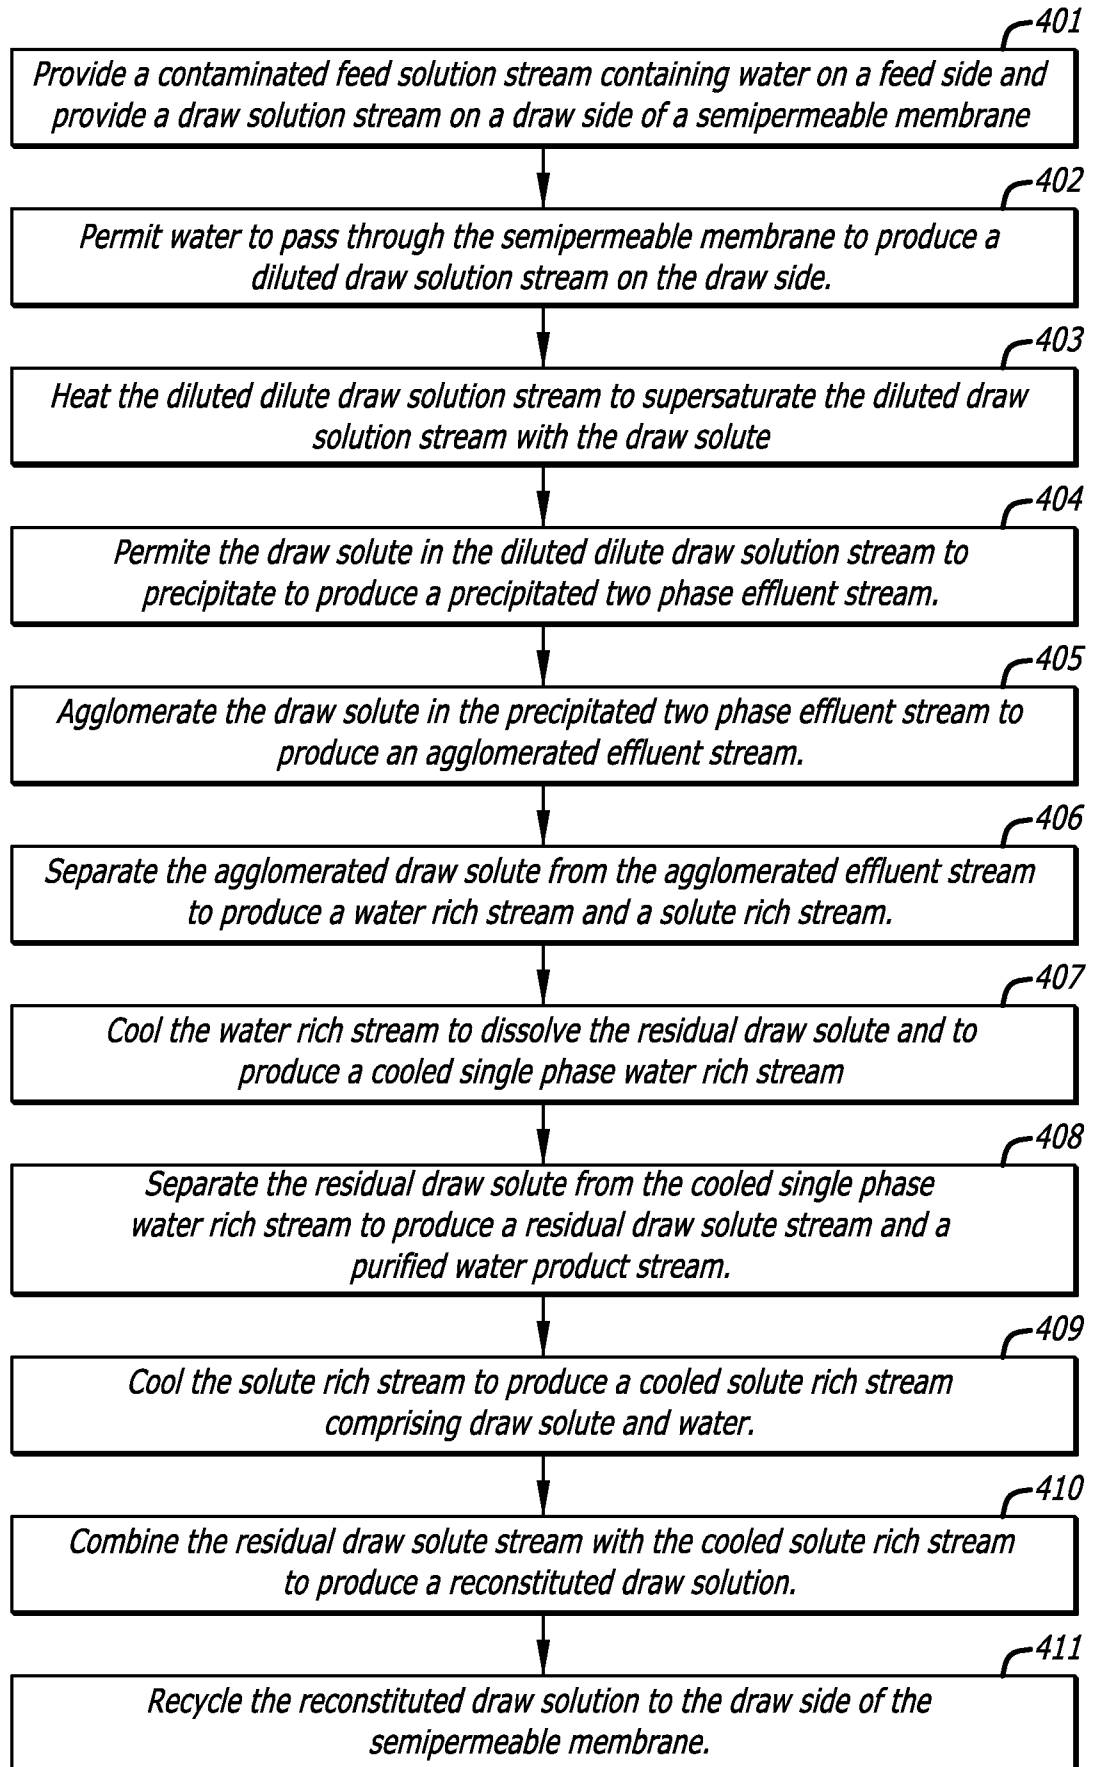 401
Provide a contaminated feed solution stream containing water on a feed side and
provide a draw solution stream on a draw side of a semipermeable membrane
402
Permit water to pass through the semipermeable membrane to produce a
diluted draw solution stream on the draw side.
403
Heat the diluted dilute draw solution stream to supersaturate the diluted draw
solution stream with the draw solute
404
Permite the draw solute in the diluted dilute draw solution stream to
precipitate to produce a precipitated two phase effluent stream.
405
Agglomerate the draw solute in the precipitated two phase effluent stream to
produce an agglomerated effluent stream.
406
Separate the agglomerated draw solute from the agglomerated effluent stream
to produce a water rich stream and a solute rich stream.
407
Cool the water rich stream to dissolve the residual draw solute and to
produce a cooled single phase water rich stream
408
Separate the residual draw solute from the cooled single phase
water rich stream to produce a residual draw solute stream and a
purified water product stream.
409
Cool the solute rich stream to produce a cooled solute rich stream
comprising draw solute and water.
410
Combine the residual draw solute stream with the cooled solute rich stream
to produce a reconstituted draw solution.
411
Recycle the reconstituted draw solution to the draw side of the
semipermeable membrane.